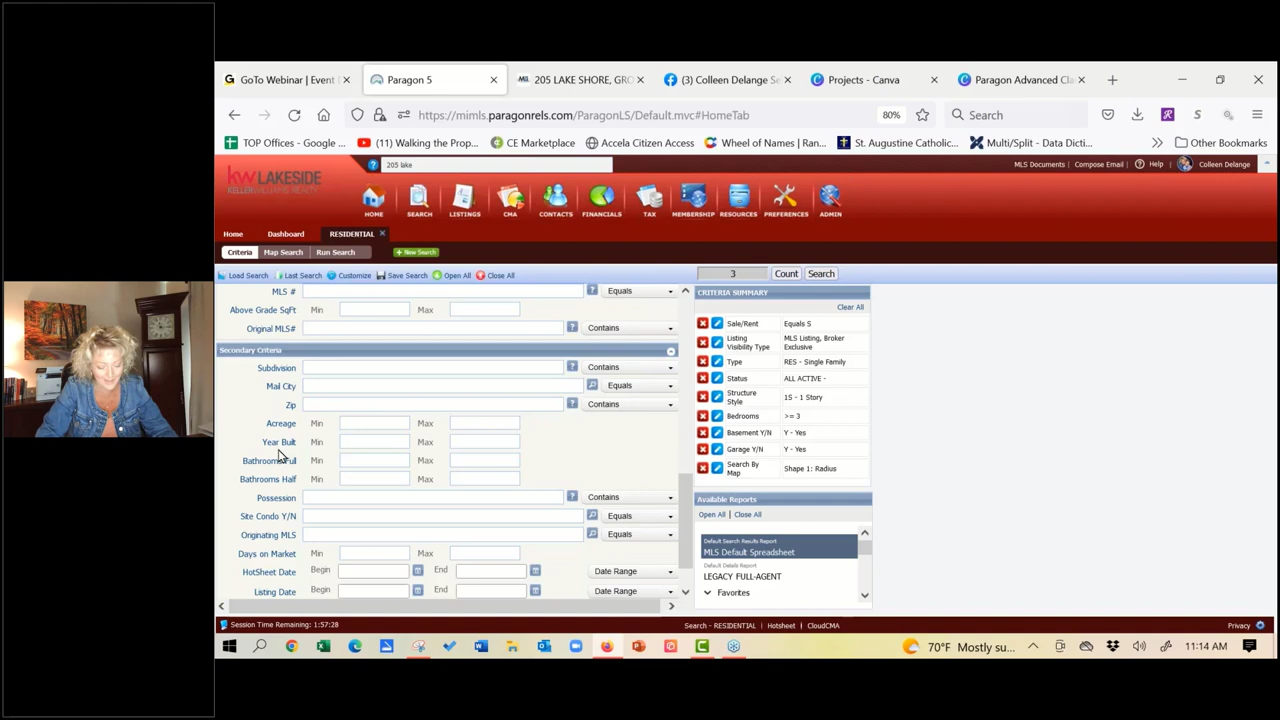 GoTo Webinar | Event
Paragon 5
205 LAKE SHORE, GRO
(3) Colleen Delange Se
Projects - Canva
Paragon Advanced Cla
https://mimls.paragonrels.com/ParagonLS/Default.mvc#HomeTab
80%
Search
TOP Offices - Google ...
(11) Walking the Prop...
CE Marketplace
Accela Citizen Access
Wheel of Names | Ran...
St. Augustine Catholic...
Multi/Split - Data Dicti...
Other Bookmarks
205 lake
MLS Documents
Compose Email
Help
Colleen Delange
kw LAKESIDE
KELLERWILLIAMS REALTY
HOME
SEARCH
LISTINGS
CMA
CONTACTS
FINANCIALS
TAX
MEMBERSHIP
RESOURCES
PREFERENCES
ADMIN
Home
Dashboard
RESIDENTIAL
Criteria
Map Search
Run Search
New Search
Load Search
Last Search
Customize
Save Search
Open All
Close All
3
Count
Search
MLS #
Equals
Above Grade SqFt Min Max
Original MLS#
Contains
Secondary Criteria
Subdivision
Contains
Mail City
Equals
Zip
Contains
Acreage Min Max
Year Built Min Max
Bathrooms Full Min Max
Bathrooms Half Min Max
Possession
Contains
Site Condo Y/N
Equals
Originating MLS
Equals
Days on Market Min Max
HotSheet Date Begin End Date Range
Listing Date Begin End Date Range
CRITERIA SUMMARY
Clear All
Sale/Rent Equals S
Listing Visibility Type
MLS Listing, Broker Exclusive
Type RES - Single Family
Status ALL ACTIVE -
Structure Style
1S - 1 Story
Bedrooms >= 3
Basement Y/N Y - Yes
Garage Y/N Y - Yes
Search By Map
Shape 1: Radius
Available Reports
Open All | Close All
Default Search Results Report
MLS Default Spreadsheet
Default Details Report
LEGACY FULL-AGENT
Favorites
Session Time Remaining: 1:57:28
Search - RESIDENTIAL | Hotsheet | CloudCMA
Privacy
70°F Mostly su...
11:14 AM